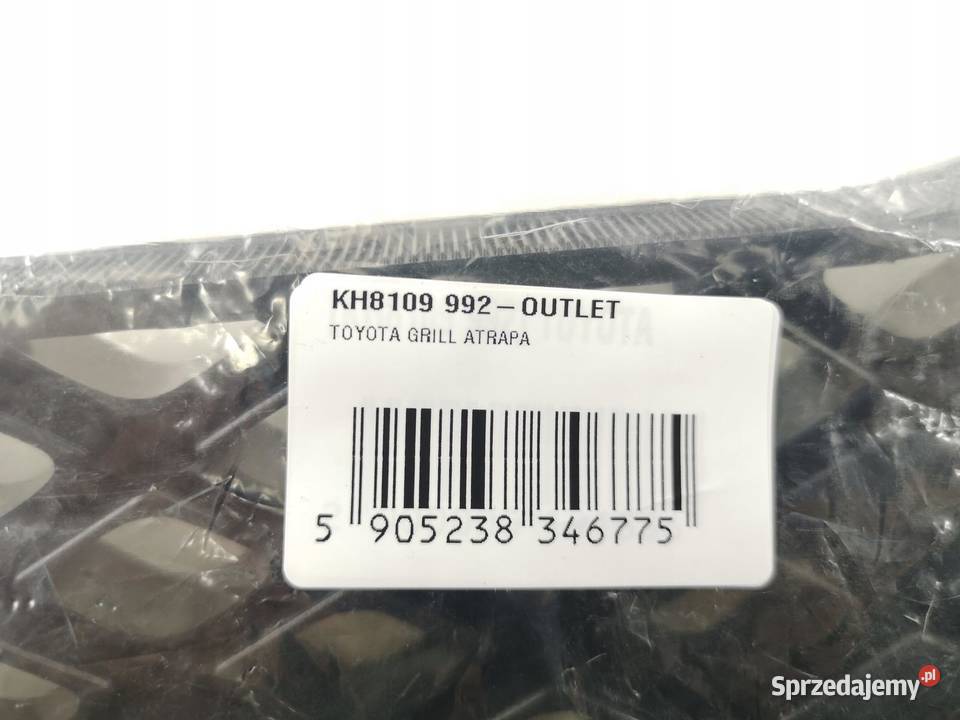 KH8109 992-OUTLET
TOYOTA GRILL ATRAPA
5 905238 346775
Sprzedajemy.pl